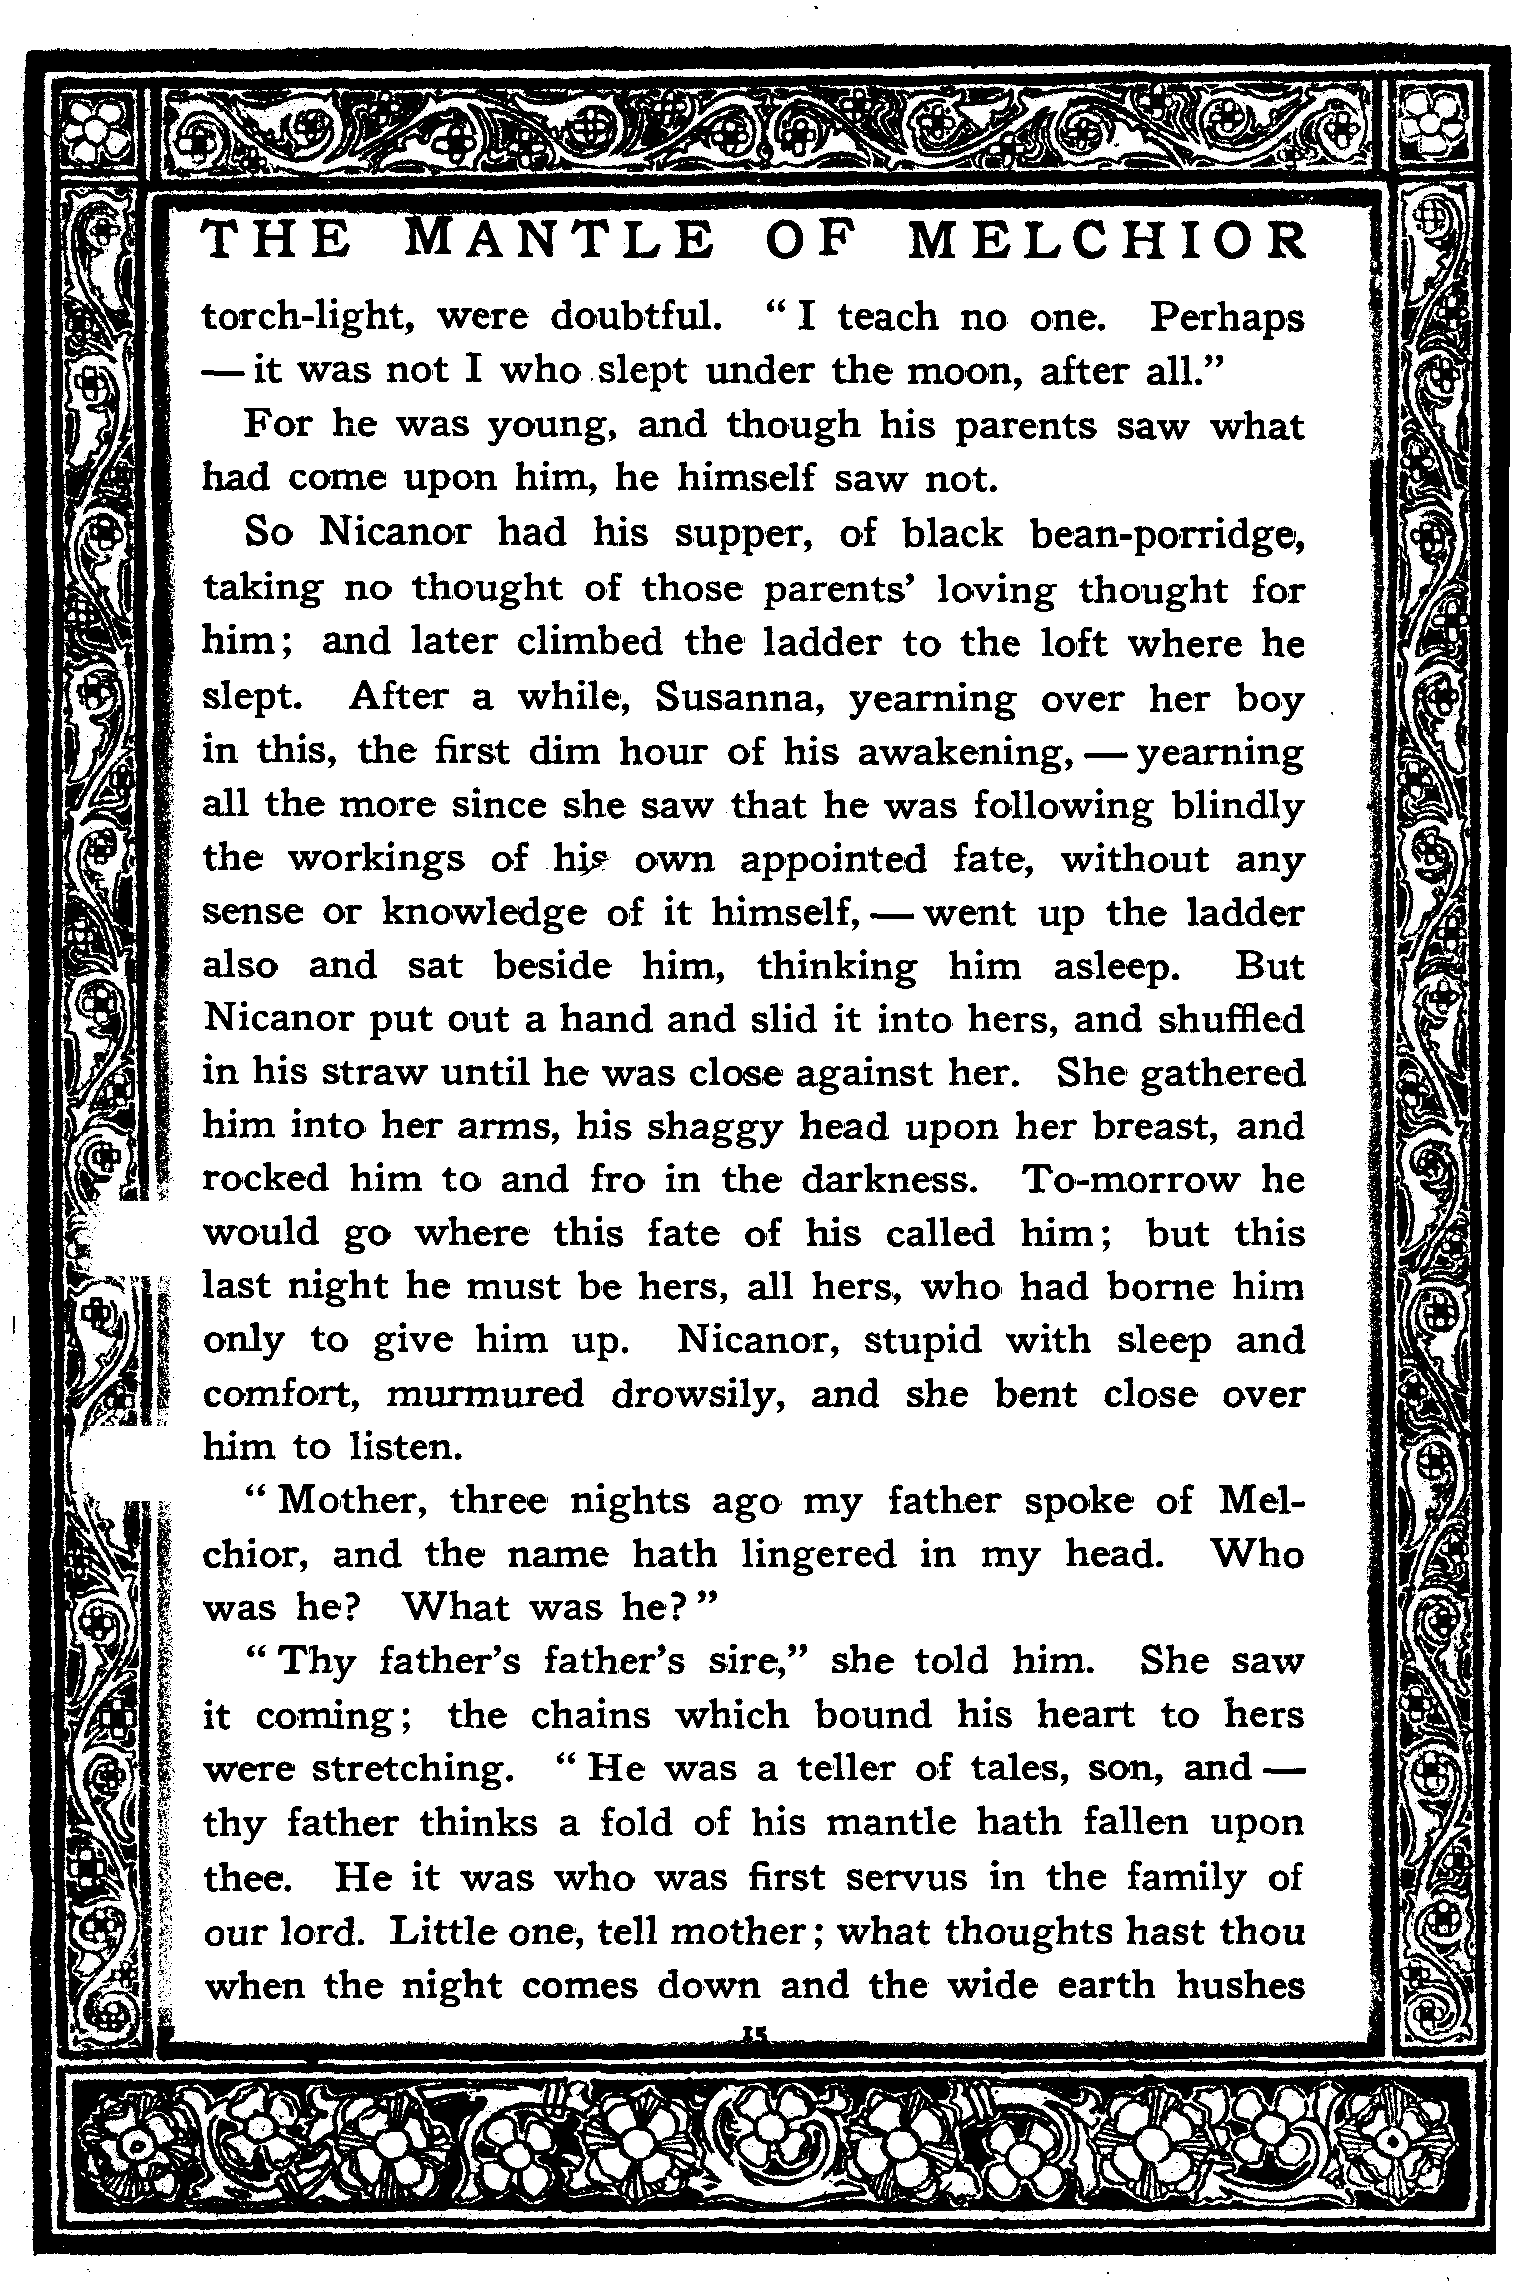 THE MANTLE OF MELCHIOR
torch-light, were doubtful. “ I teach no one. Perhaps
— it was not I who slept under the moon, after all.”
For he was young, and though his parents saw what
had come upon him, he himself saw not.
So Nicanor had his supper, of black bean-porridge,
taking no thought of those parents’ loving thought for
him; and later climbed the ladder to the loft where he
slept. After a while, Susanna, yearning over her boy
in this, the first dim hour of his awakening, — yearning
all the more since she saw that he was following blindly
the workings of his own appointed fate, without any
sense or knowledge of it himself, — went up the ladder
also and sat beside him, thinking him asleep. But
Nicanor put out a hand and slid it into hers, and shuffled
in his straw until he was close against her. She gathered
him into her arms, his shaggy head upon her breast, and
rocked him to and fro in the darkness. To-morrow he
would go where this fate of his called him; but this
last night he must be hers, all hers, who had borne him
only to give him up. Nicanor, stupid with sleep and
comfort, murmured drowsily, and she bent close over
him to listen.
“ Mother, three nights ago my father spoke of Mel-
chior, and the name hath lingered in my head. Who
was he? What was he? ”
“ Thy father’s father’s sire,” she told him. She saw
it coming; the chains which bound his heart to hers
were stretching. “ He was a teller of tales, son, and —
thy father thinks a fold of his mantle hath fallen upon
thee. He it was who was first servus in the family of
our lord. Little one, tell mother; what thoughts hast thou
when the night comes down and the wide earth hushes
15